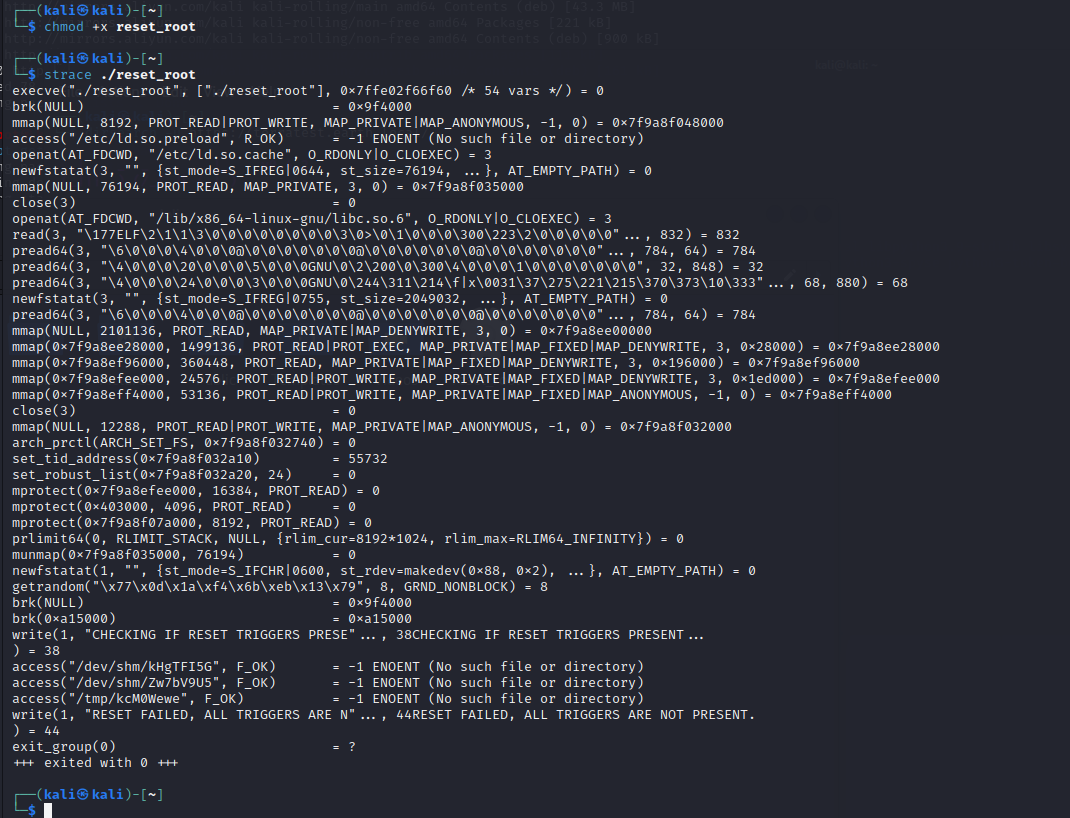 ┌──(kali㉿kali)-[~]
└─$ chmod +x reset_root
┌──(kali㉿kali)-[~]
└─$ strace ./reset_root
execve("./reset_root", ["./reset_root"], 0×7ffe02f66f60 /* 54 vars */) = 0
brk(NULL)                               = 0×9f4000
mmap(NULL, 8192, PROT_READ|PROT_WRITE, MAP_PRIVATE|MAP_ANONYMOUS, -1, 0) = 0×7f9a8f048000
access("/etc/ld.so.preload", R_OK)      = -1 ENOENT (No such file or directory)
openat(AT_FDCWD, "/etc/ld.so.cache", O_RDONLY|O_CLOEXEC) = 3
newfstatat(3, "", {st_mode=S_IFREG|0644, st_size=76194, ...}, AT_EMPTY_PATH) = 0
mmap(NULL, 76194, PROT_READ, MAP_PRIVATE, 3, 0) = 0×7f9a8f035000
close(3)                                = 0
openat(AT_FDCWD, "/lib/x86_64-linux-gnu/libc.so.6", O_RDONLY|O_CLOEXEC) = 3
read(3, "\177ELF\2\1\1\3\0\0\0\0\0\0\0\0\3\0>\0\1\0\0\0\300\223\2\0\0\0\0\0"..., 832) = 832
pread64(3, "\6\0\0\0\4\0\0\0@\0\0\0\0\0\0\0@\0\0\0\0\0\0\0@\0\0\0\0\0\0\0"..., 784, 64) = 784
pread64(3, "\4\0\0\0\20\0\0\0\5\0\0\0GNU\0\2\200\0\300\4\0\0\0\1\0\0\0\0\0\0\0", 32, 848) = 32
pread64(3, "\4\0\0\0\24\0\0\0\3\0\0\0GNU\0\244\311\214\f|x\0031\37\275\221\215\370\373\10\333"..., 68, 880) = 68
newfstatat(3, "", {st_mode=S_IFREG|0755, st_size=2049032, ...}, AT_EMPTY_PATH) = 0
pread64(3, "\6\0\0\0\4\0\0\0@\0\0\0\0\0\0\0@\0\0\0\0\0\0\0@\0\0\0\0\0\0\0"..., 784, 64) = 784
mmap(NULL, 2101136, PROT_READ, MAP_PRIVATE|MAP_DENYWRITE, 3, 0) = 0×7f9a8ee00000
mmap(0×7f9a8ee28000, 1499136, PROT_READ|PROT_EXEC, MAP_PRIVATE|MAP_FIXED|MAP_DENYWRITE, 3, 0×28000) = 0×7f9a8ee28000
mmap(0×7f9a8ef96000, 360448, PROT_READ, MAP_PRIVATE|MAP_FIXED|MAP_DENYWRITE, 3, 0×196000) = 0×7f9a8ef96000
mmap(0×7f9a8efee000, 24576, PROT_READ|PROT_WRITE, MAP_PRIVATE|MAP_FIXED|MAP_DENYWRITE, 3, 0×1ed000) = 0×7f9a8efee000
mmap(0×7f9a8eff4000, 53136, PROT_READ|PROT_WRITE, MAP_PRIVATE|MAP_FIXED|MAP_ANONYMOUS, -1, 0) = 0×7f9a8eff4000
close(3)                                = 0
mmap(NULL, 12288, PROT_READ|PROT_WRITE, MAP_PRIVATE|MAP_ANONYMOUS, -1, 0) = 0×7f9a8f032000
arch_prctl(ARCH_SET_FS, 0×7f9a8f032740) = 0
set_tid_address(0×7f9a8f032a10)         = 55732
set_robust_list(0×7f9a8f032a20, 24)     = 0
mprotect(0×7f9a8efee000, 16384, PROT_READ) = 0
mprotect(0×403000, 4096, PROT_READ)     = 0
mprotect(0×7f9a8f07a000, 8192, PROT_READ) = 0
prlimit64(0, RLIMIT_STACK, NULL, {rlim_cur=8192*1024, rlim_max=RLIM64_INFINITY}) = 0
munmap(0×7f9a8f035000, 76194)           = 0
newfstatat(1, "", {st_mode=S_IFCHR|0600, st_rdev=makedev(0×88, 0×2), ...}, AT_EMPTY_PATH) = 0
getrandom("\x77\x0d\x1a\xf4\x6b\xeb\x13\x79", 8, GRND_NONBLOCK) = 8
brk(NULL)                               = 0×9f4000
brk(0×a15000)                           = 0×a15000
write(1, "CHECKING IF RESET TRIGGERS PRESE"..., 38CHECKING IF RESET TRIGGERS PRESENT...
) = 38
access("/dev/shm/kHgTFI5G", F_OK)       = -1 ENOENT (No such file or directory)
access("/dev/shm/Zw7bV9U5", F_OK)       = -1 ENOENT (No such file or directory)
access("/tmp/kcM0Wewe", F_OK)           = -1 ENOENT (No such file or directory)
write(1, "RESET FAILED, ALL TRIGGERS ARE N"..., 44RESET FAILED, ALL TRIGGERS ARE NOT PRESENT.
) = 44
exit_group(0)                           = ?
+++ exited with 0 +++
┌──(kali㉿kali)-[~]
└─$